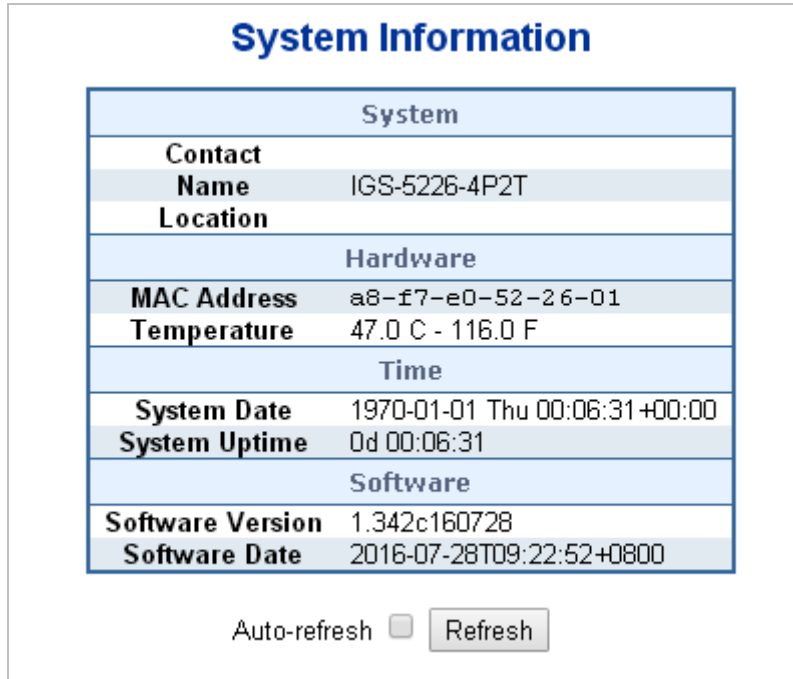 System Information
System
Contact
Name IGS-5226-4P2T
Location
Hardware
MAC Address a8-f7-e0-52-26-01
Temperature 47.0 C - 116.0 F
Time
System Date 1970-01-01 Thu 00:06:31+00:00
System Uptime 0d 00:06:31
Software
Software Version 1.342c160728
Software Date 2016-07-28T09:22:52+0800
Auto-refresh Refresh